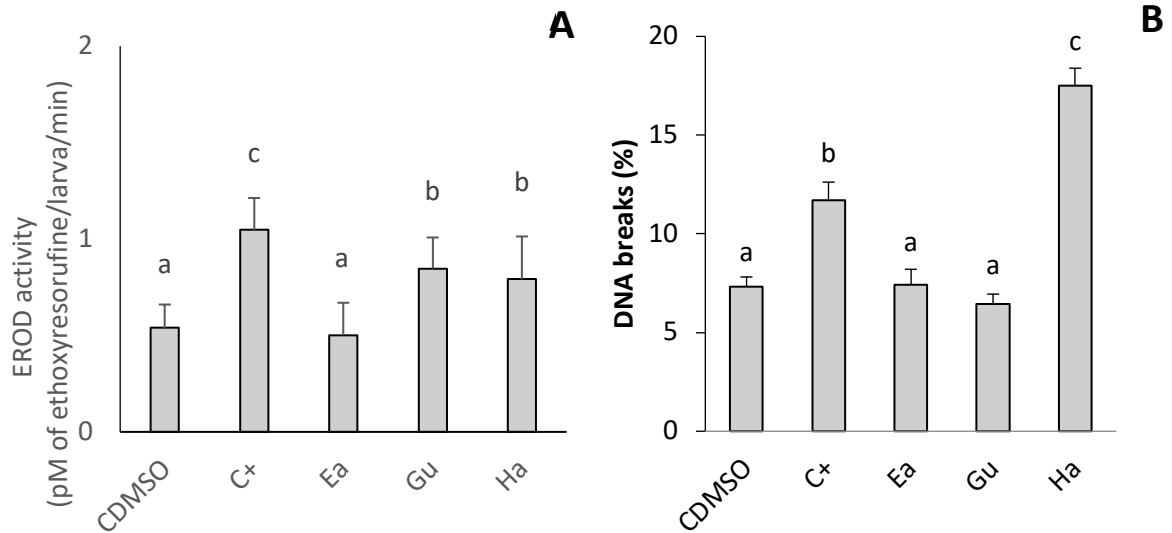 A
EROD activity
(pM of ethoxyresorufine/larva/min)
2
1
0
a
c
a
b
b
CDMSO
C+
Ea
Gu
Ha
B
DNA breaks (%)
20
15
10
5
0
a
b
a
a
c
CDMSO
C+
Ea
Gu
Ha